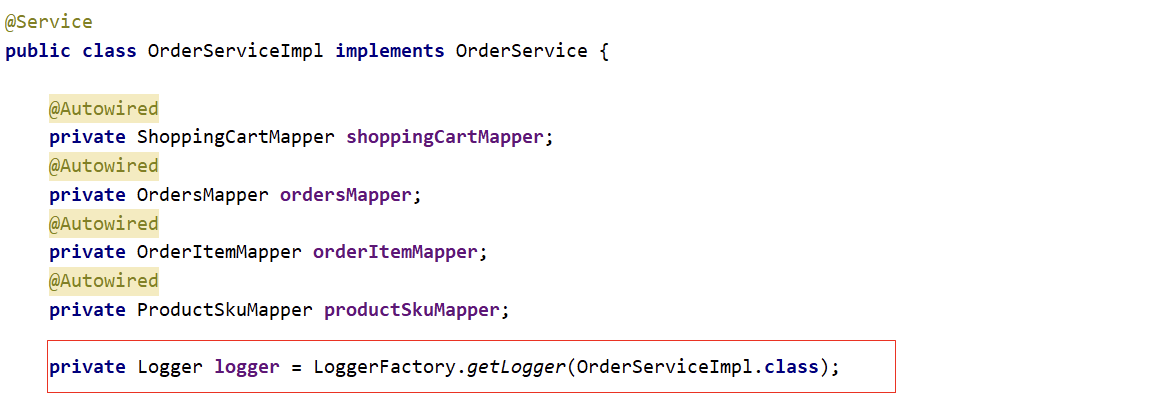 @Service
public class OrderServiceImpl implements OrderService {
@Autowired
private ShoppingCartMapper shoppingCartMapper;
@Autowired
private OrdersMapper ordersMapper;
@Autowired
private OrderItemMapper orderItemMapper;
@Autowired
private ProductSkuMapper productSkuMapper;
private Logger logger = LoggerFactory.getLogger(OrderServiceImpl.class);